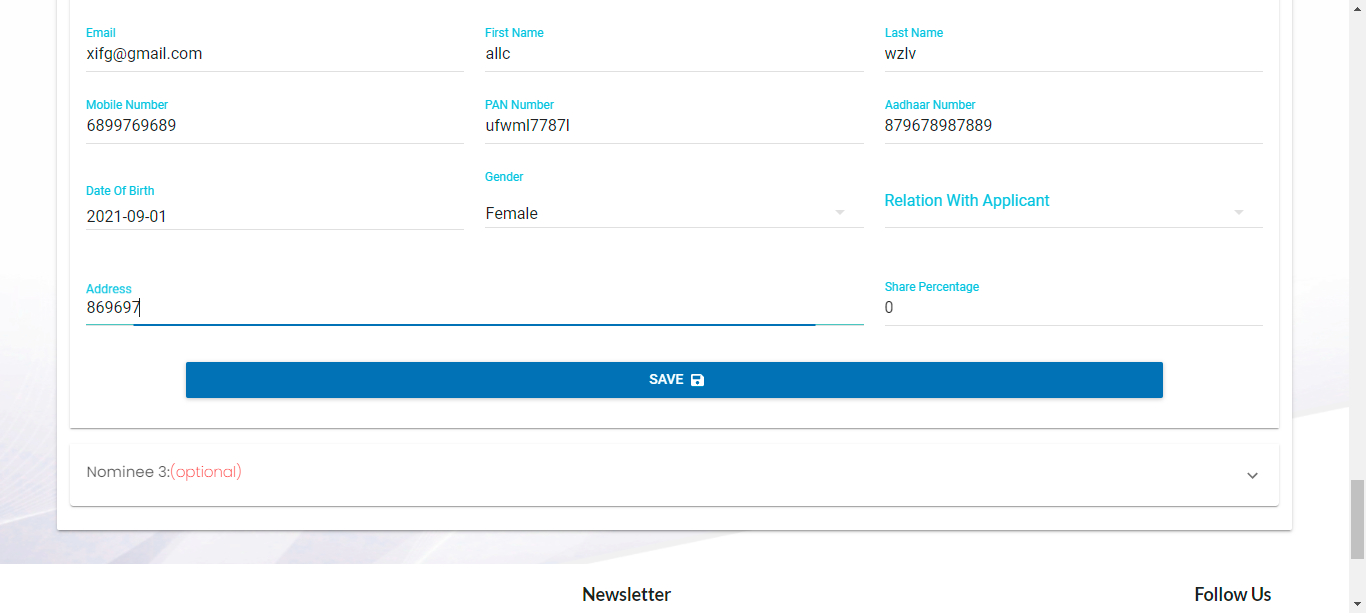 Email
First Name
Last Name
xifg@gmail.com
allc
wzlv
Mobile Number
PAN Number
Aadhaar Number
6899769689
ufwml7787l
879678987889
Date Of Birth
Gender
Relation With Applicant
2021-09-01
Female
Address
Share Percentage
869697
0
SAVE
Nominee 3:(optional)
Newsletter
Follow Us